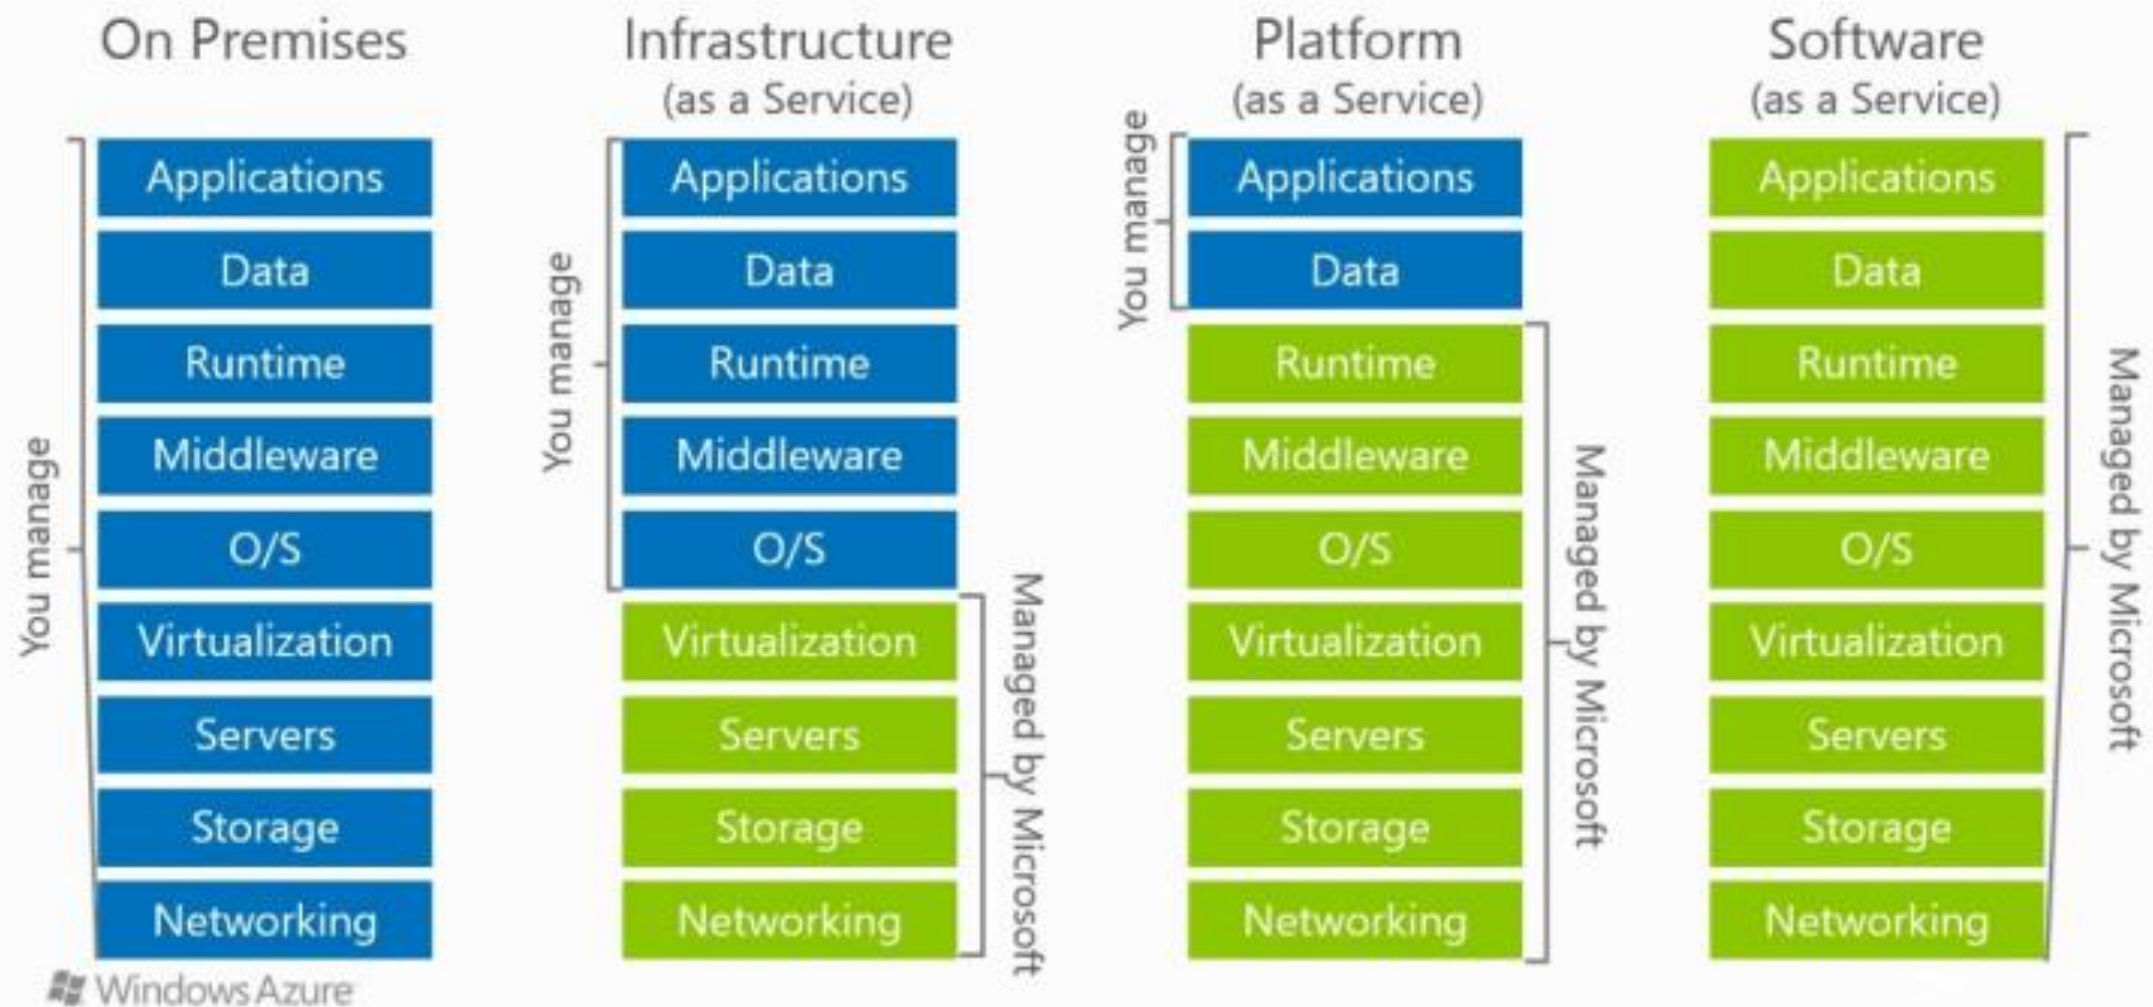 On Premises
Infrastructure
(as a Service)
Platform
(as a Service)
Software
(as a Service)
You manage
Applications
Data
Runtime
Middleware
O/S
Virtualization
Servers
Storage
Networking
You manage
Applications
Data
Runtime
Middleware
O/S
Virtualization
Servers
Storage
Networking
Managed by Microsoft
You manage
Applications
Data
Runtime
Middleware
O/S
Virtualization
Servers
Storage
Networking
Managed by Microsoft
Applications
Data
Runtime
Middleware
O/S
Virtualization
Servers
Storage
Networking
Managed by Microsoft
Windows Azure